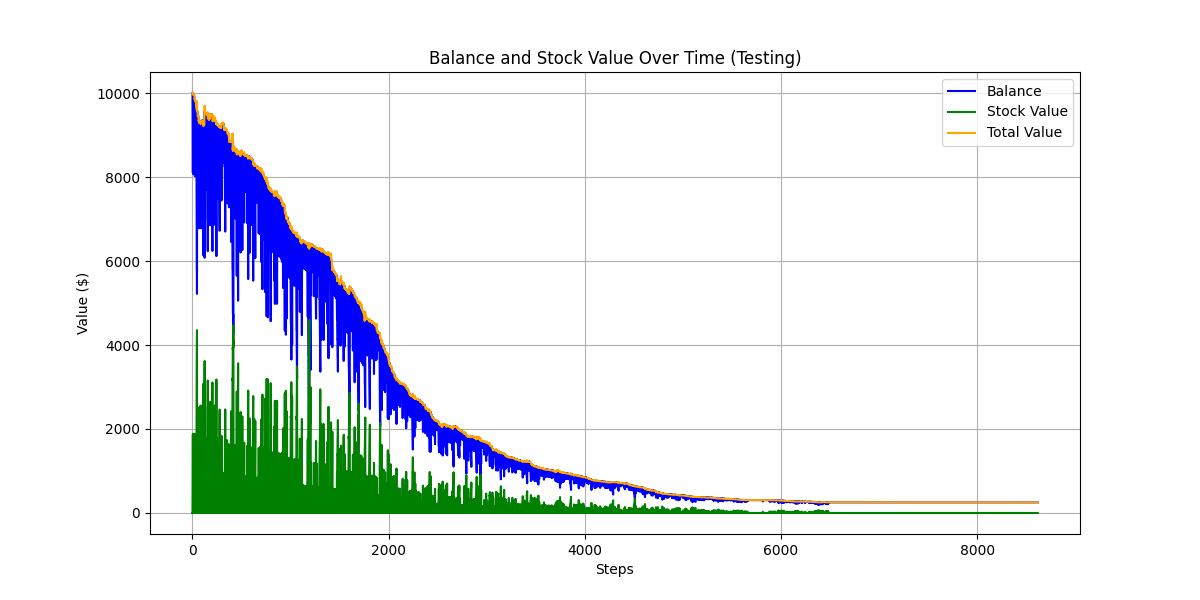 Balance and Stock Value Over Time (Testing)
Balance
Stock Value
Total Value
Value ($)
10000
8000
6000
4000
2000
0
0 2000 4000 6000 8000
Steps